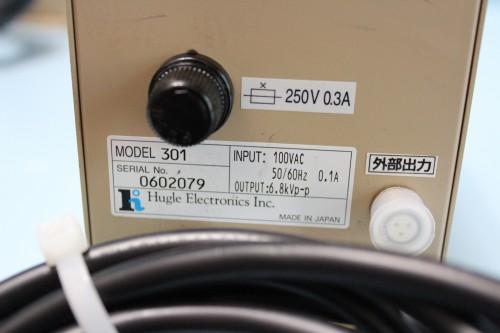 250V 0.3A
MODEL 301
SERIAL No.
0602079
INPUT: 100VAC
50/60Hz 0.1A
OUTPUT:6.8kVp-p
Hugle Electronics Inc.
MADE IN JAPAN
外部出力